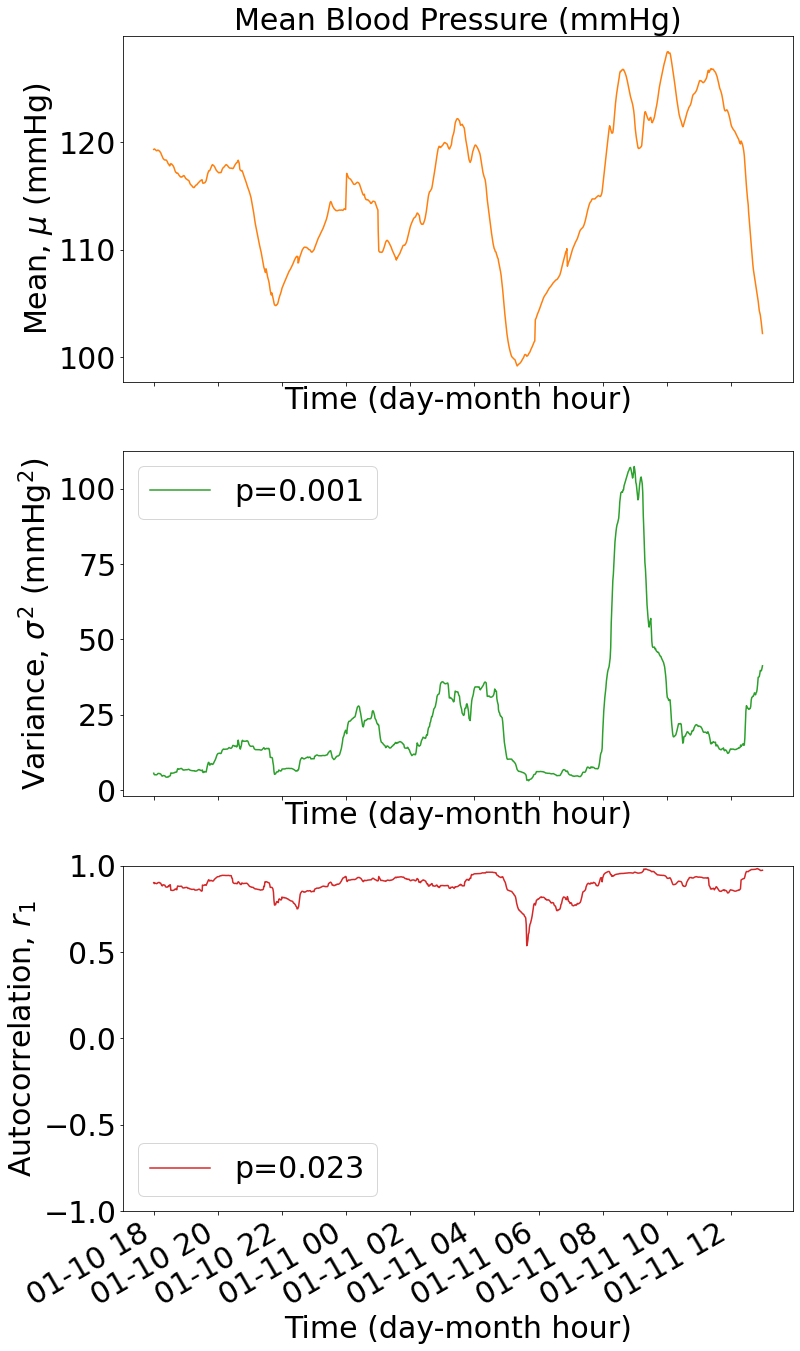 Mean Blood Pressure (mmHg)
Mean, μ (mmHg)
120
110
100
Time (day-month hour)
Variance, σ² (mmHg²)
p=0.001
100
75
50
25
0
Time (day-month hour)
Autocorrelation, r₁
1.0
0.5
0.0
−0.5
−1.0
p=0.023
01-10 18
01-10 20
01-10 22
01-11 00
01-11 02
01-11 04
01-11 06
01-11 08
01-11 10
01-11 12
Time (day-month hour)